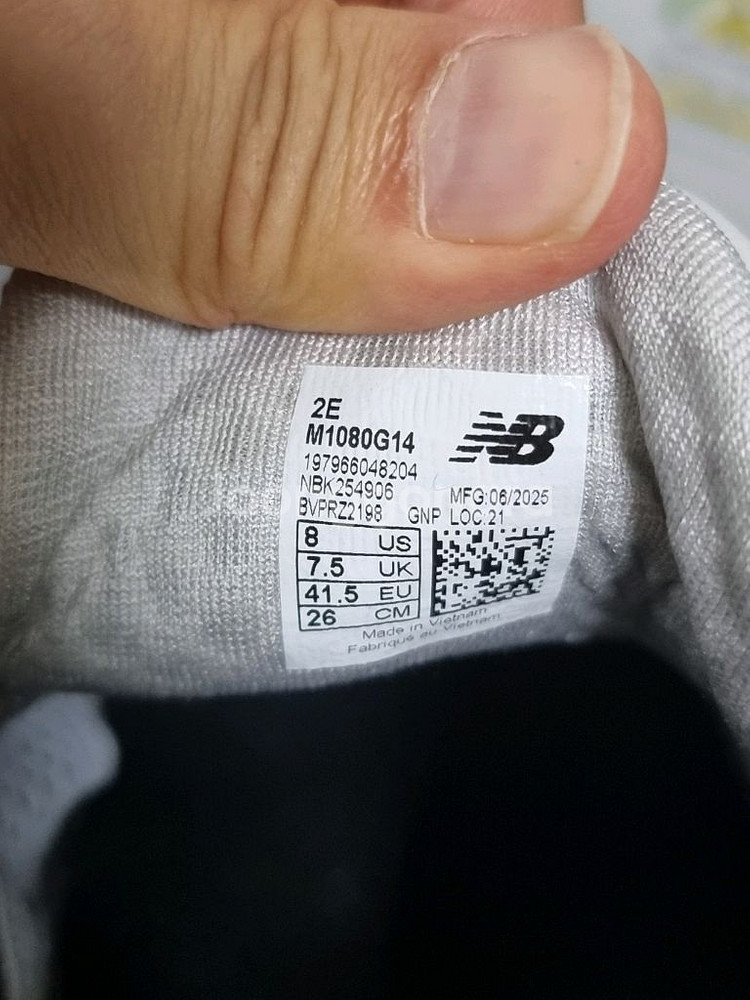 2E
M1080G14
NB
197966048204
NBK254906 MFG:06/2025
BVPRZ2198 GNP LOC:21
8 US
7.5 UK
41.5 EU
26 CM
Made in Vietnam
Fabriqué au Vietnam